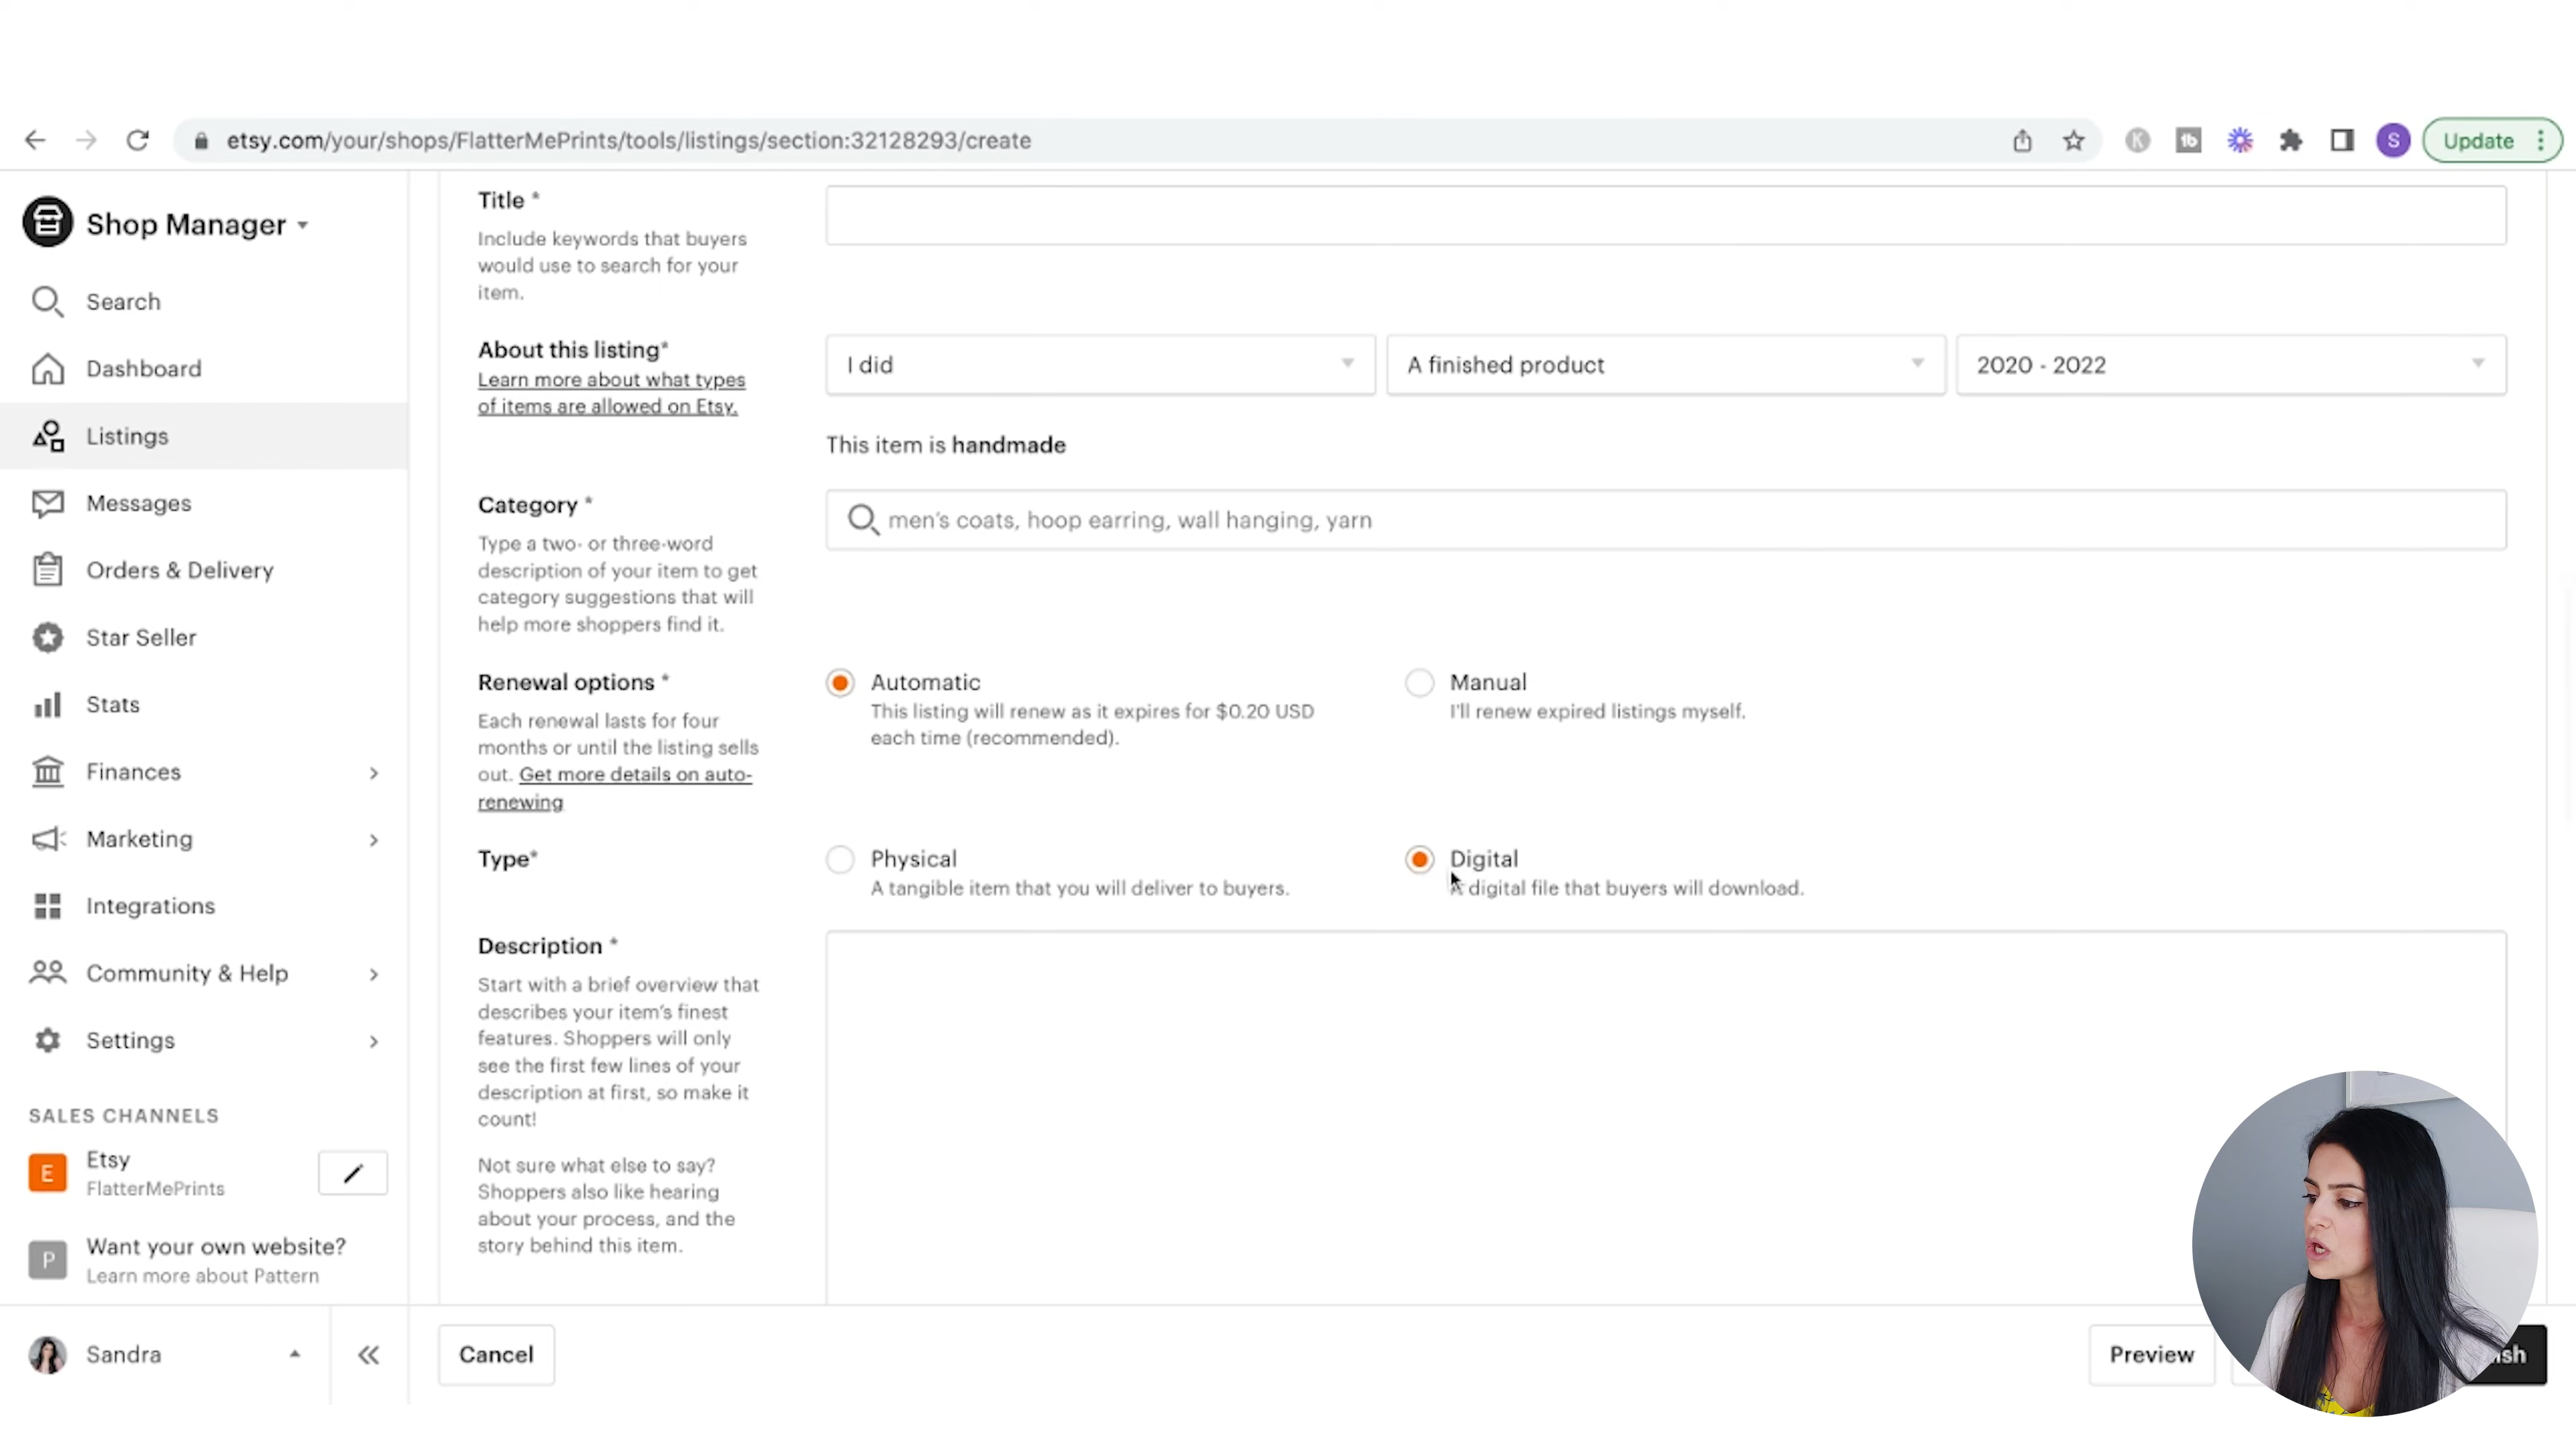 etsy.com/your/shops/FlatterMePrints/tools/listings/section:32128293/create
S
Update
Shop Manager
Search
Dashboard
Listings
Messages
Orders & Delivery
Star Seller
Stats
Finances
Marketing
Integrations
Community & Help
Settings
SALES CHANNELS
E
Etsy
FlatterMePrints
P
Want your own website?
Learn more about Pattern
Sandra
Title *
Include keywords that buyers
would use to search for your
item.
About this listing*
Learn more about what types
of items are allowed on Etsy.
I did
A finished product
2020 - 2022
This item is handmade
Category *
Type a two- or three-word
description of your item to get
category suggestions that will
help more shoppers find it.
men's coats, hoop earring, wall hanging, yarn
Renewal options *
Each renewal lasts for four
months or until the listing sells
out. Get more details on auto-
renewing
Automatic
This listing will renew as it expires for $0.20 USD
each time (recommended).
Manual
I'll renew expired listings myself.
Type*
Physical
A tangible item that you will deliver to buyers.
Digital
A digital file that buyers will download.
Description *
Start with a brief overview that
describes your item's finest
features. Shoppers will only
see the first few lines of your
description at first, so make it
count!
Not sure what else to say?
Shoppers also like hearing
about your process, and the
story behind this item.
Cancel
Preview